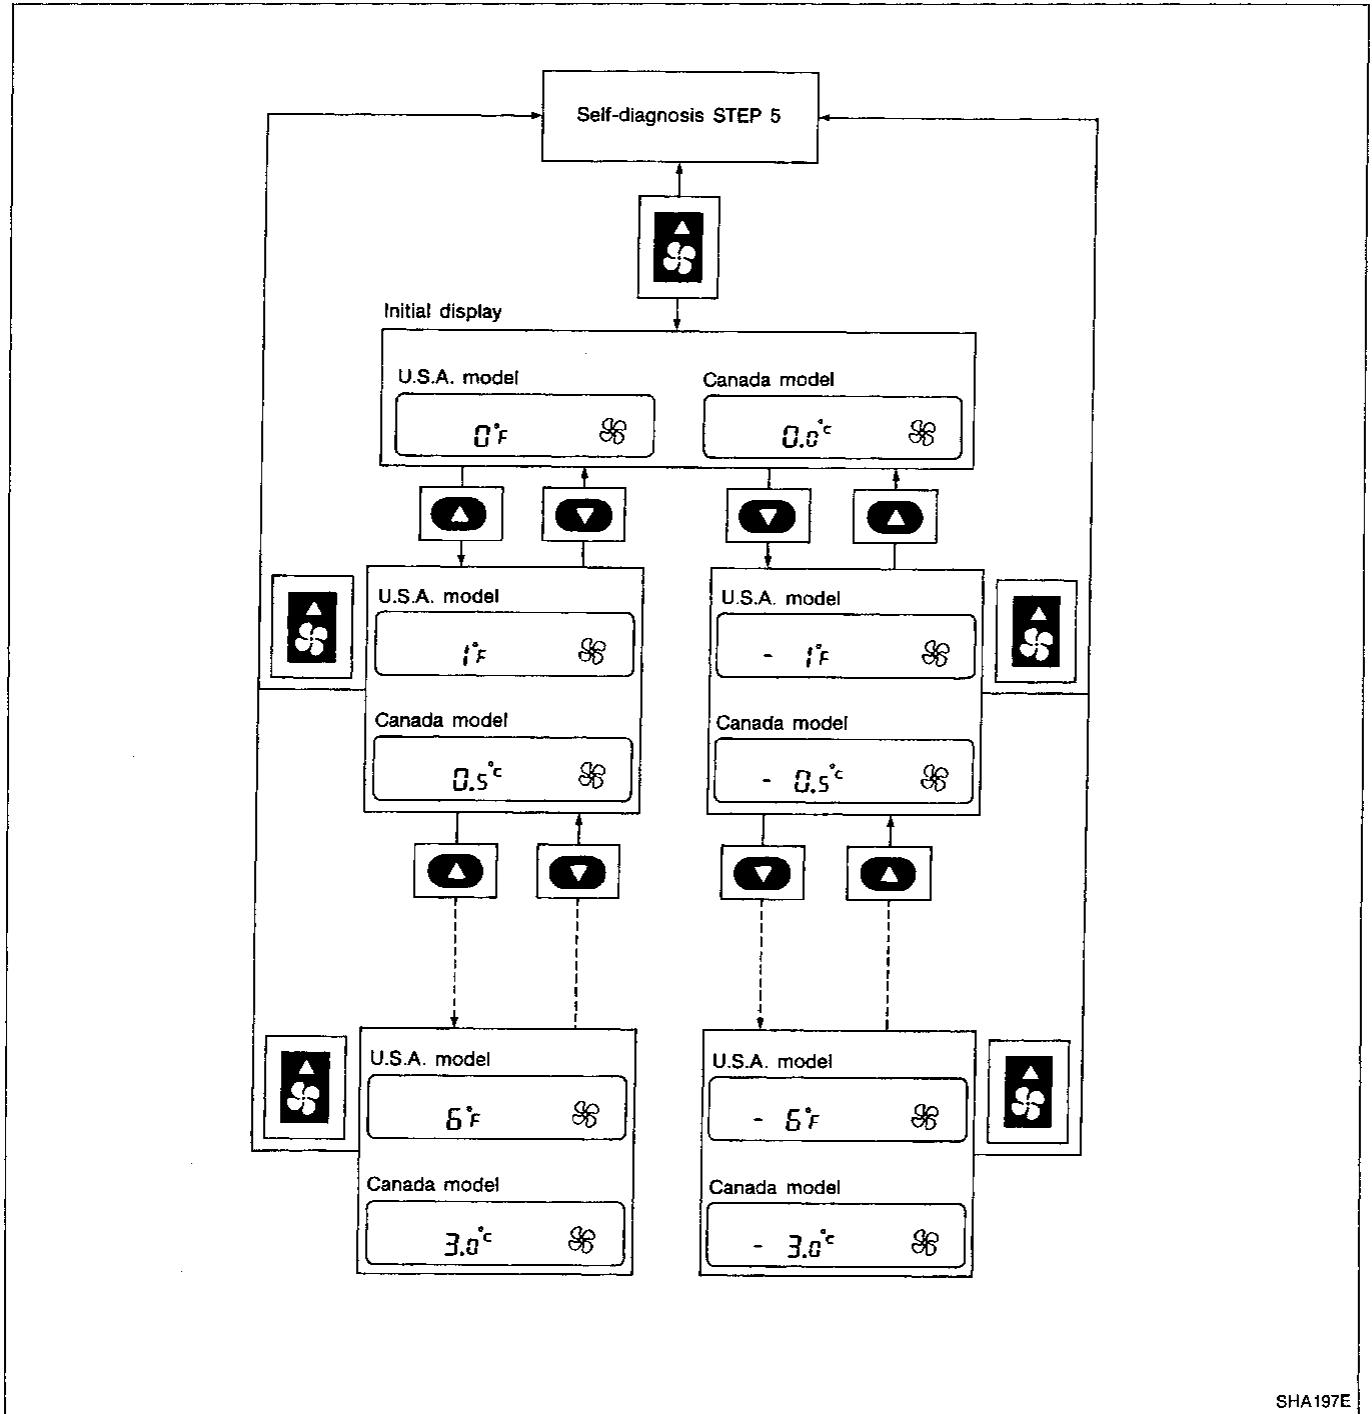 Self-diagnosis STEP 5
Initial display
U.S.A. model
Canada model
0°F
0.0°C
U.S.A. model
1°F
Canada model
0.5°C
U.S.A. model
- 1°F
Canada model
- 0.5°C
U.S.A. model
6°F
Canada model
3.0°C
U.S.A. model
- 6°F
Canada model
- 3.0°C
SHA197E